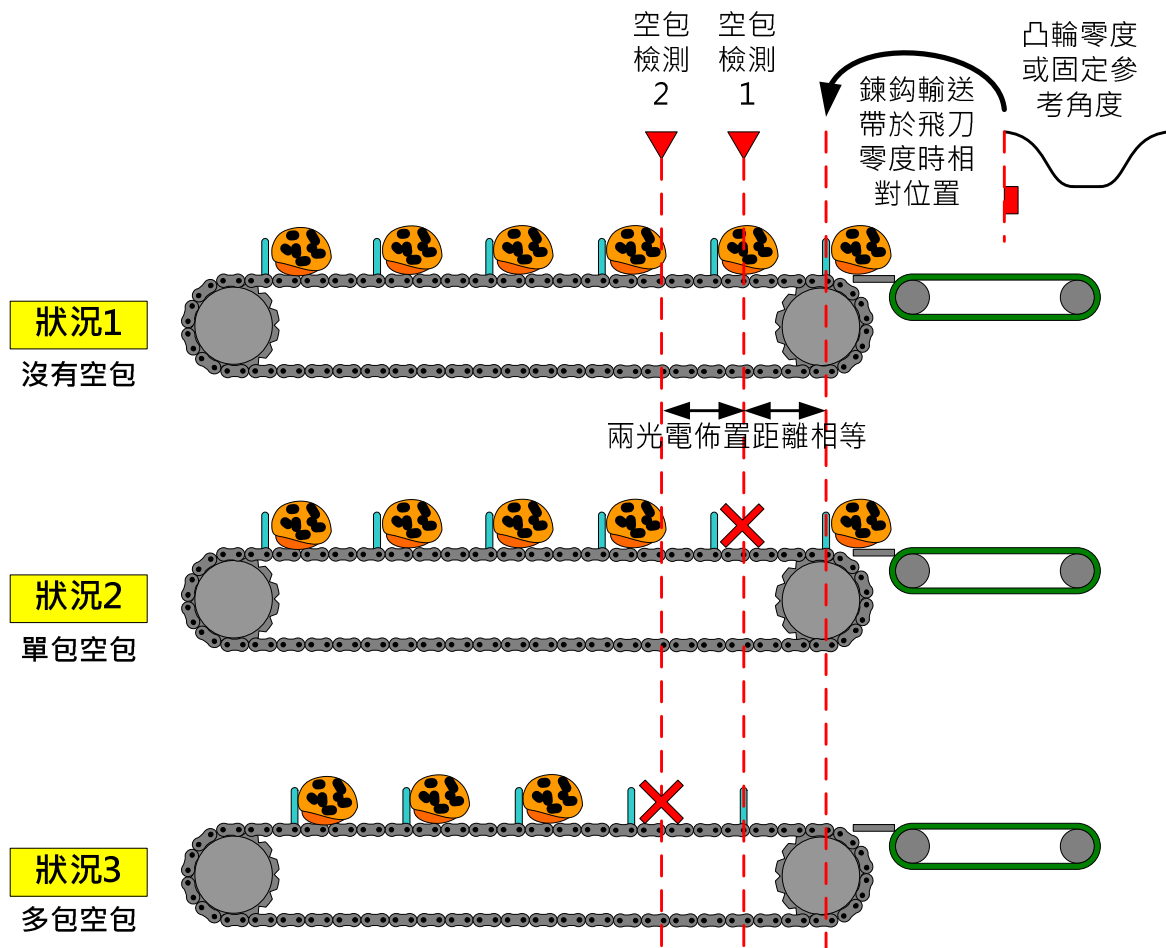 空包
檢測
2
空包
檢測
1
凸輪零度
或固定參
考角度
鍊鈎輸送
帶於飛刀
零度時相
對位置
狀況1
沒有空包
兩光電佈置距離相等
狀況2
單包空包
狀況3
多包空包